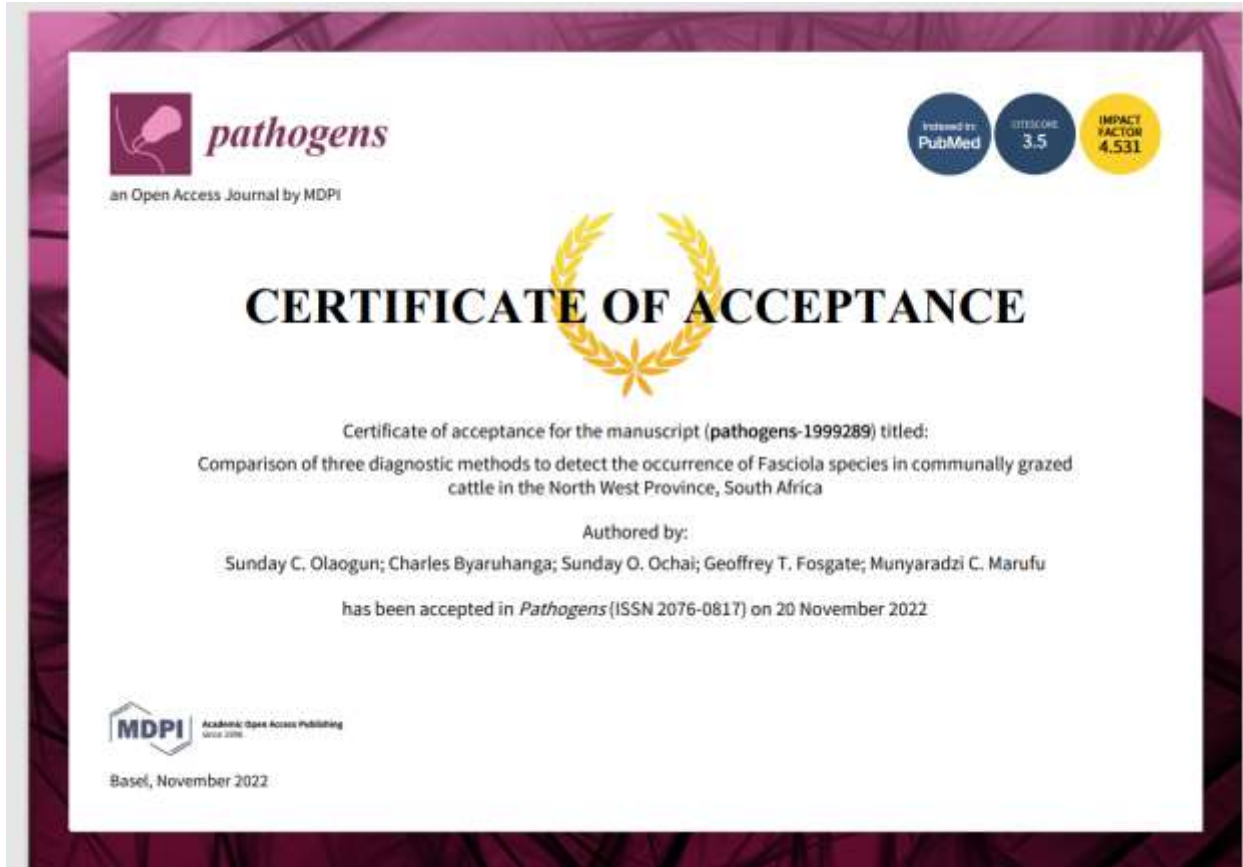 pathogens
an Open Access Journal by MDPI
Indexed in:
PubMed
CITESCORE
3.5
IMPACT
FACTOR
4.531
CERTIFICATE OF ACCEPTANCE
Certificate of acceptance for the manuscript (pathogens-1999289) titled:
Comparison of three diagnostic methods to detect the occurrence of Fasciola species in communally grazed
cattle in the North West Province, South Africa
Authored by:
Sunday C. Olaogun; Charles Byaruhanga; Sunday O. Ochai; Geoffrey T. Fosgate; Munyaradzi C. Marufu
has been accepted in Pathogens (ISSN 2076-0817) on 20 November 2022
MDPI
Academic Open Access Publishing
since 1996
Basel, November 2022